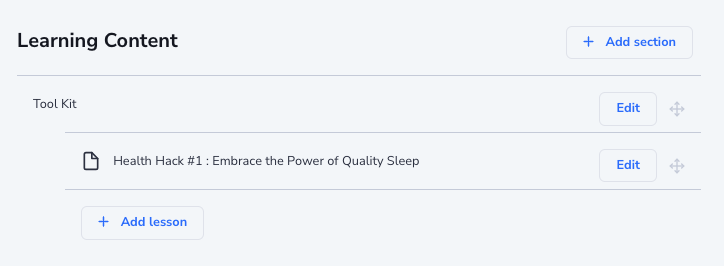 Learning Content
+ Add section
Tool Kit
Edit
Health Hack #1 : Embrace the Power of Quality Sleep
Edit
+ Add lesson